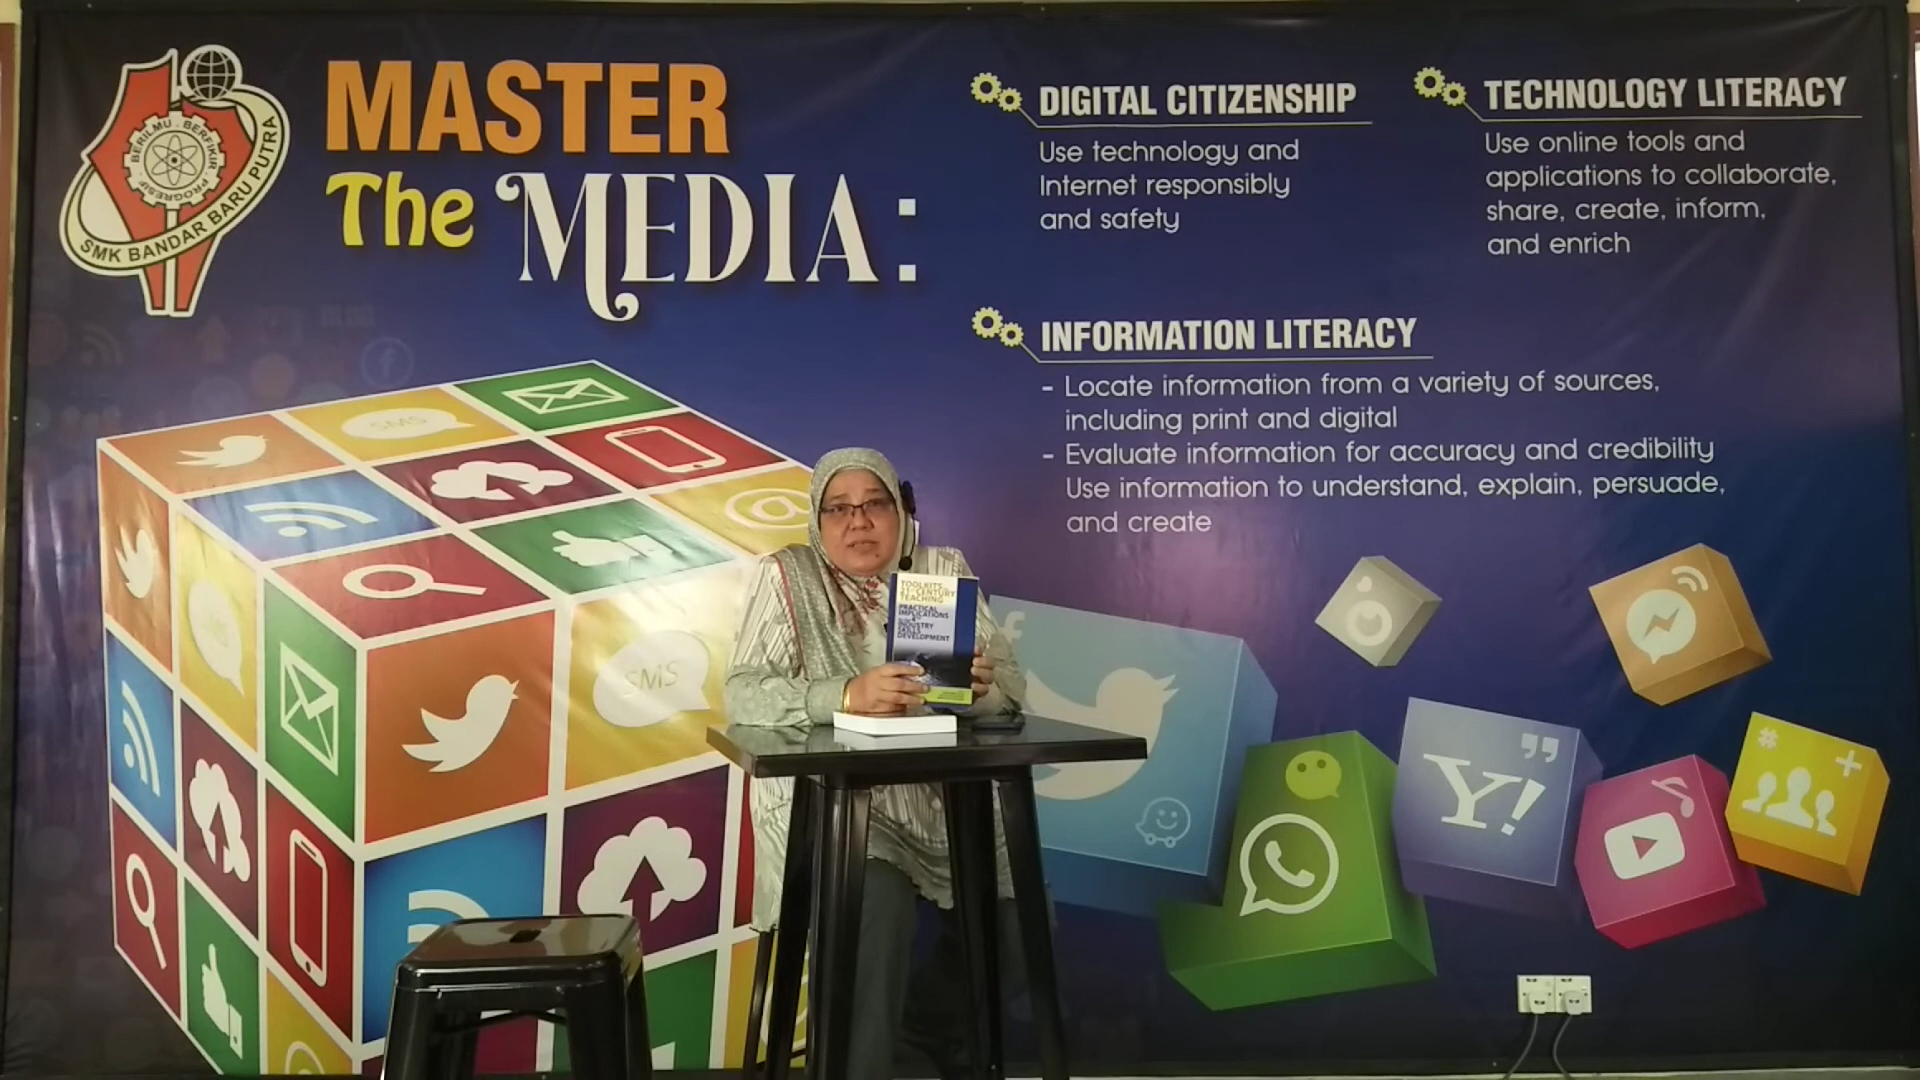 BERILMU . BERFIKIR . PROGRESIF
SMK BANDAR BARU PUTRA
MASTER
The MEDIA:
DIGITAL CITIZENSHIP
Use technology and
Internet responsibly
and safety
TECHNOLOGY LITERACY
Use online tools and
applications to collaborate,
share, create, inform,
and enrich
INFORMATION LITERACY
- Locate information from a variety of sources,
including print and digital
- Evaluate information for accuracy and credibility
Use information to understand, explain, persuade,
and create
SMS
SMS
TOOLKITS
21ST CENTURY
TEACHING
PRACTICAL
IMPLICATIONS
INDUSTRY
SKILLS
DEVELOPMENT
Y!